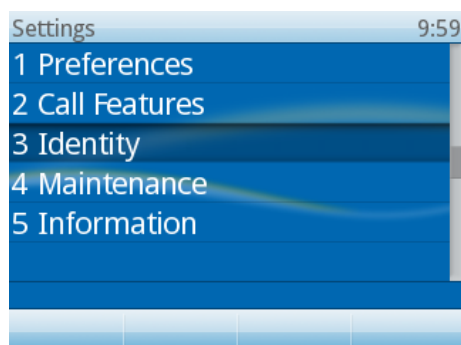 Settings 9:59
1 Preferences
2 Call Features
3 Identity
4 Maintenance
5 Information